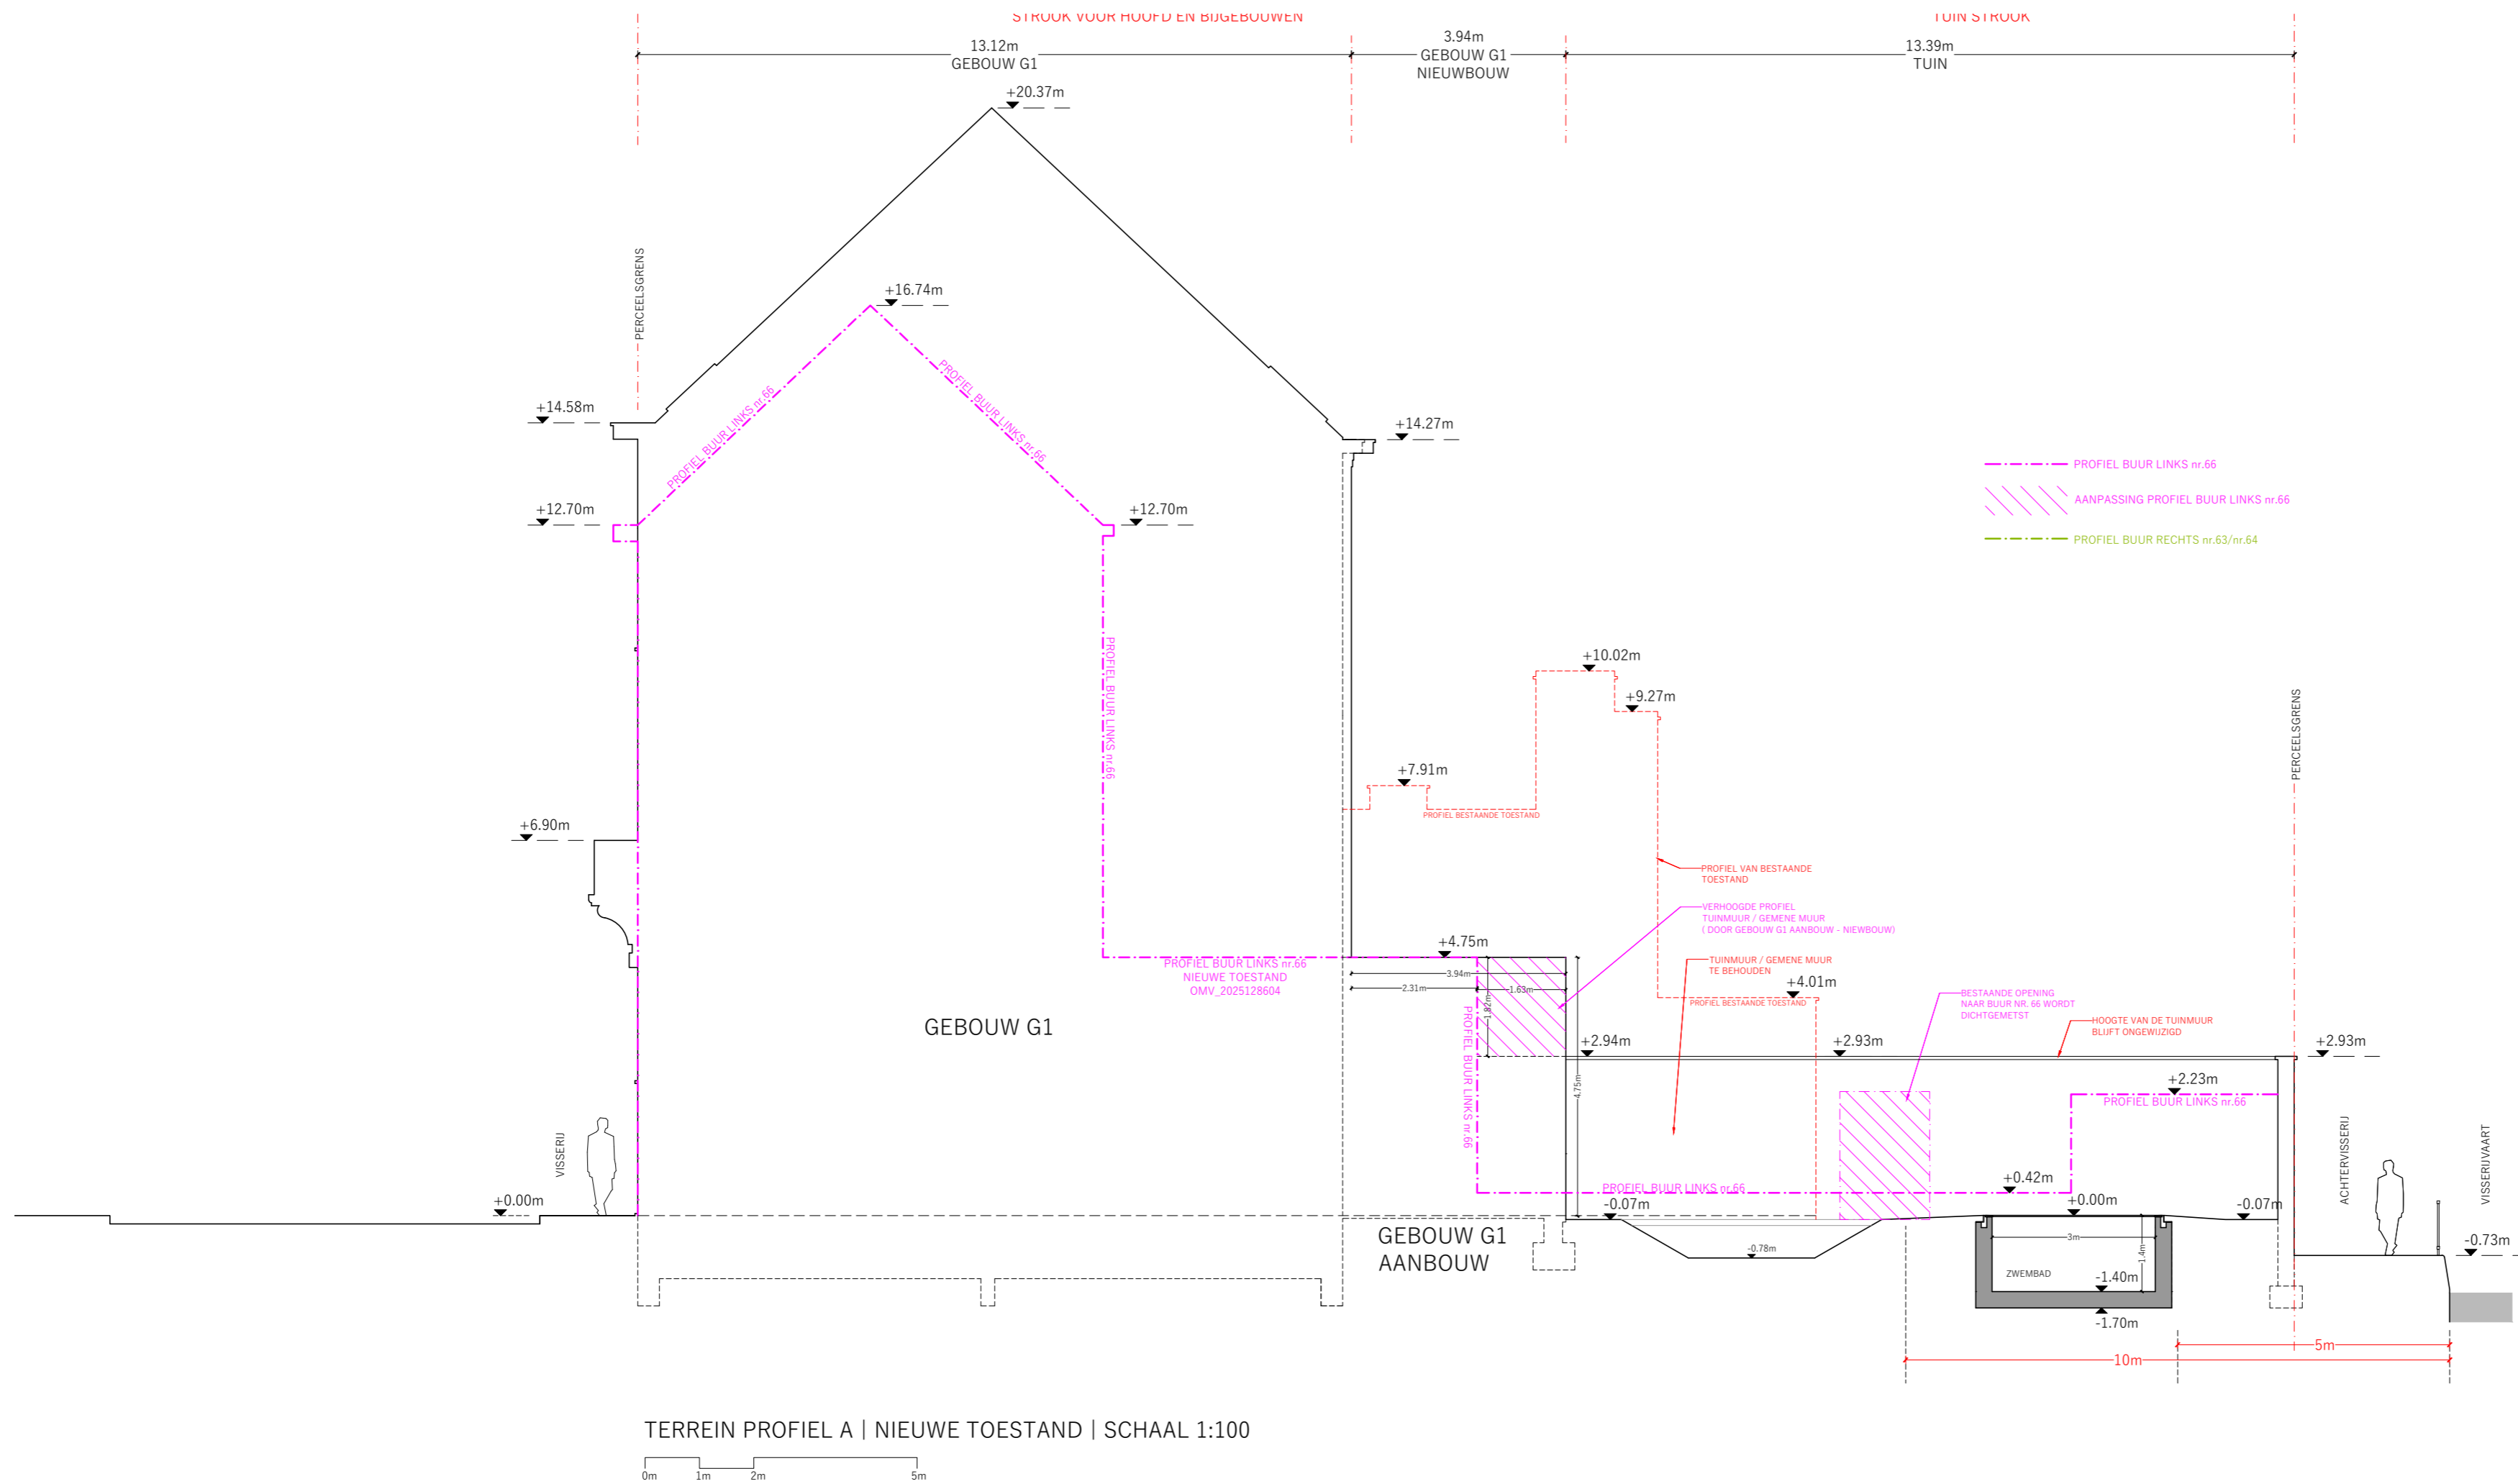 STROOK VOOR HOOFD EN BIJGEBOUWEN
TUIN STROOK
13.12m
GEBOUW G1
3.94m
GEBOUW G1
NIEUWBOUW
13.39m
TUIN
+20.37m
PERCEELSGRENS
+16.74m
PROFIEL BUUR LINKS nr.66
PROFIEL BUUR LINKS nr.66
+14.58m
+14.27m
PROFIEL BUUR LINKS nr.66
AANPASSING PROFIEL BUUR LINKS nr.66
PROFIEL BUUR RECHTS nr.63/nr.64
+12.70m
+12.70m
PROFIEL BUUR LINKS nr.66
+10.02m
+9.27m
PERCEELSGRENS
+7.91m
PROFIEL BESTAANDE TOESTAND
+6.90m
PROFIEL VAN BESTAANDE
TOESTAND
VERHOOGDE PROFIEL
TUINMUUR / GEMENE MUUR
( DOOR GEBOUW G1 AANBOUW - NIEWBOUW)
+4.75m
PROFIEL BUUR LINKS nr.66
NIEUWE TOESTAND
OMV_2025128604
3.94m
2.31m
1.63m
1.82m
TUINMUUR / GEMENE MUUR
TE BEHOUDEN
+4.01m
PROFIEL BESTAANDE TOESTAND
BESTAANDE OPENING
NAAR BUUR NR. 66 WORDT
DICHTGEMETST
HOOGTE VAN DE TUINMUUR
BLIJFT ONGEWIJZIGD
GEBOUW G1
PROFIEL BUUR LINKS nr.66
+2.94m
+2.93m
+2.93m
4.75m
+2.23m
PROFIEL BUUR LINKS nr.66
VISSERIJ
ACHTERVISSERIJ
VISSERIJVAART
+0.42m
PROFIEL BUUR LINKS nr.66
+0.00m
-0.07m
+0.00m
-0.07m
GEBOUW G1
AANBOUW
-0.78m
3m
1.4m
-0.73m
ZWEMBAD
-1.40m
-1.70m
5m
10m
TERREIN PROFIEL A | NIEUWE TOESTAND | SCHAAL 1:100
0m
1m
2m
5m